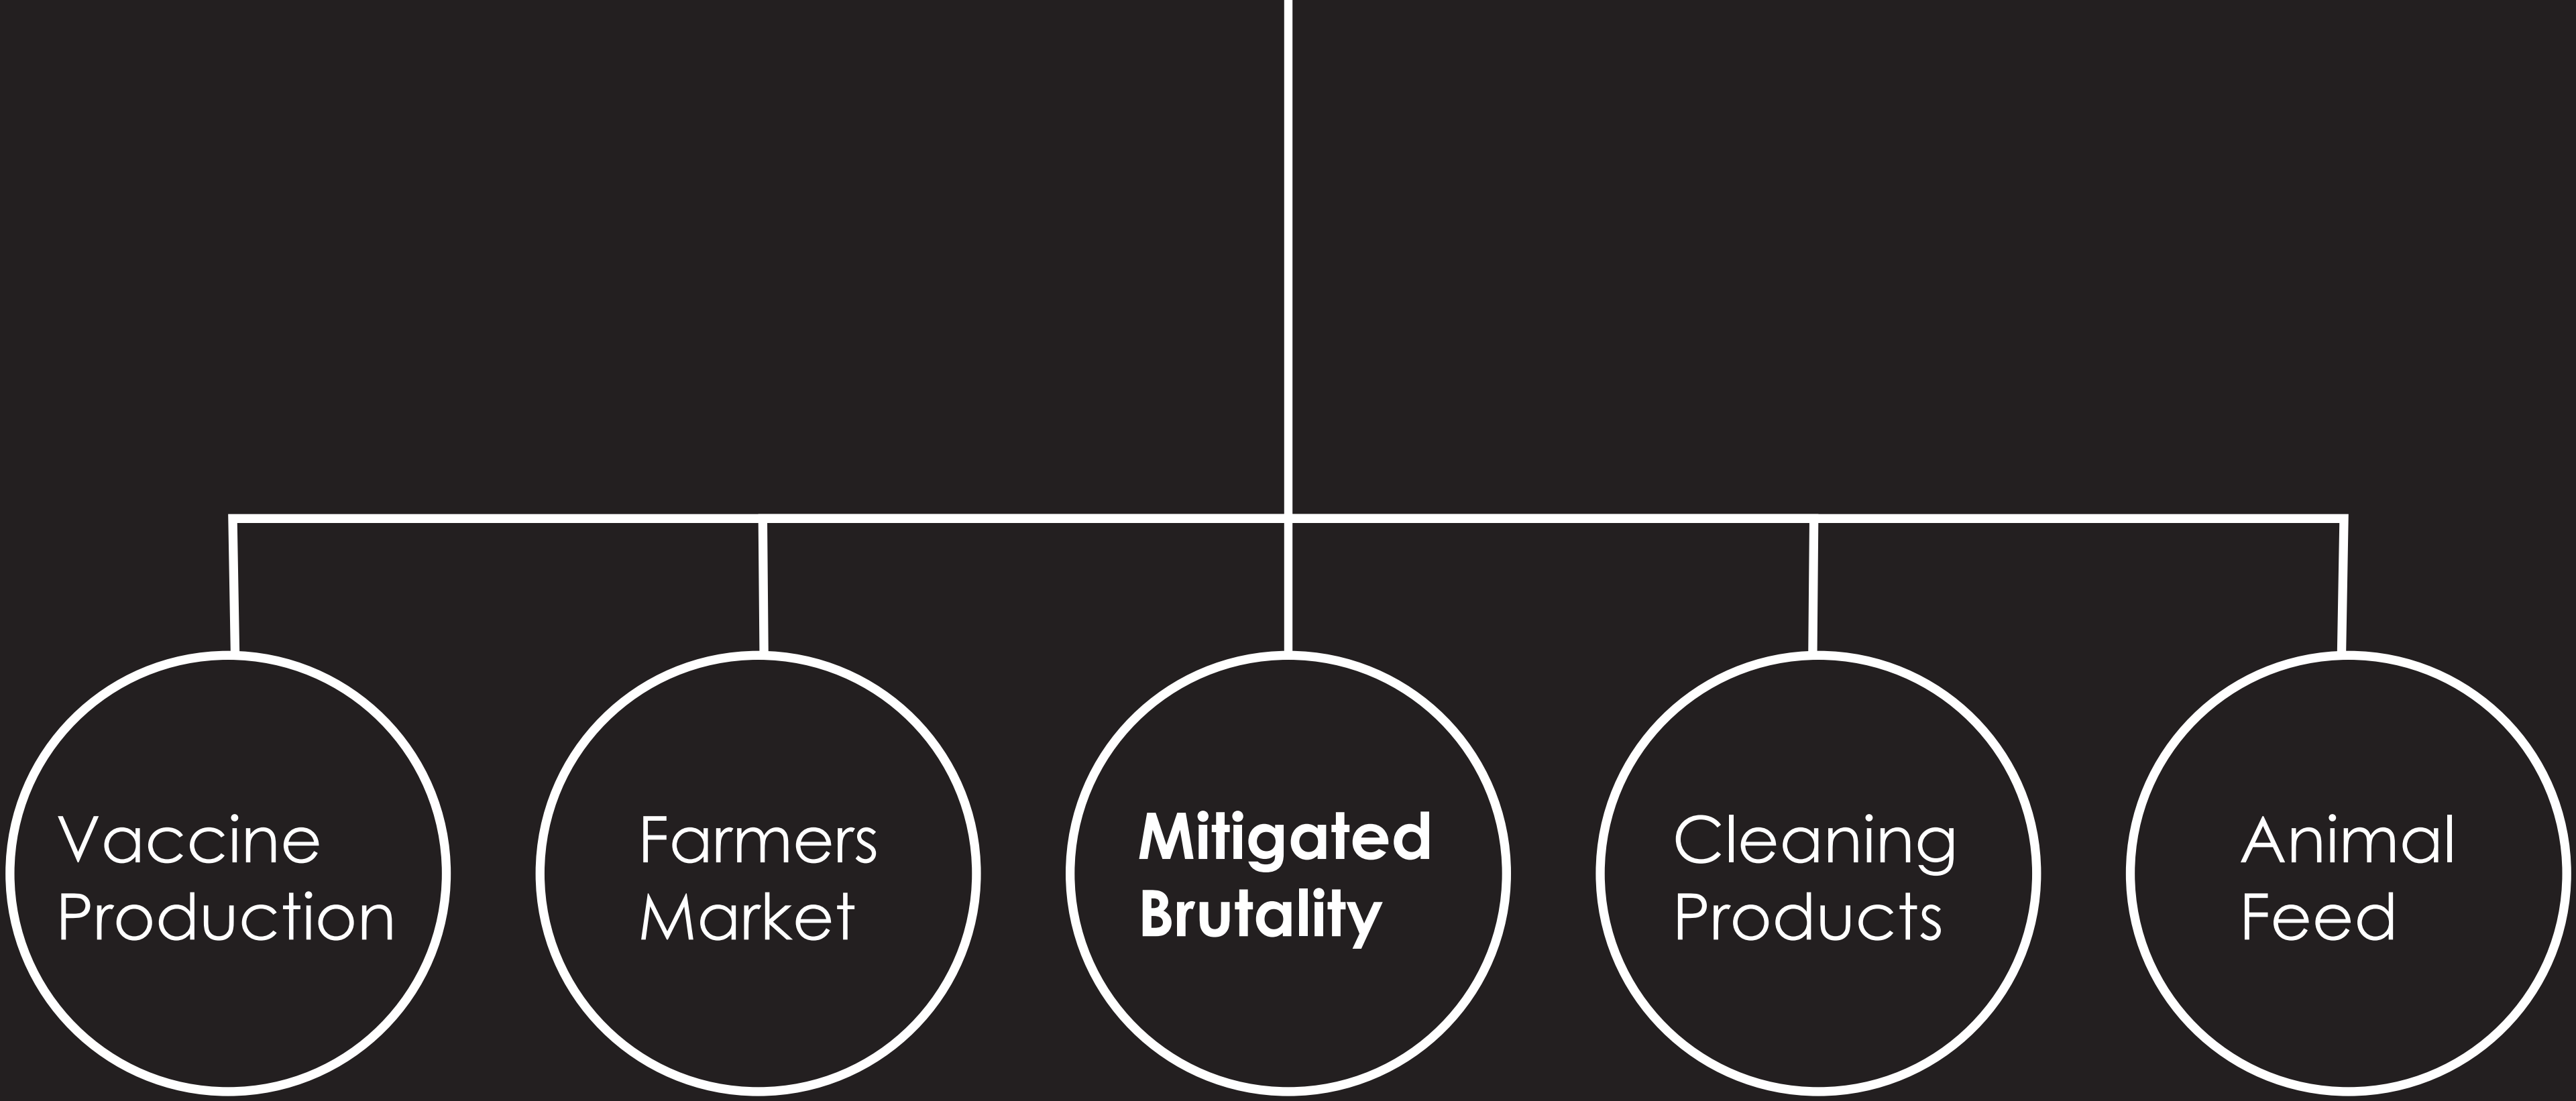 Vaccine
Production
Farmers
Market
Mitigated
Brutality
Cleaning
Products
Animal
Feed